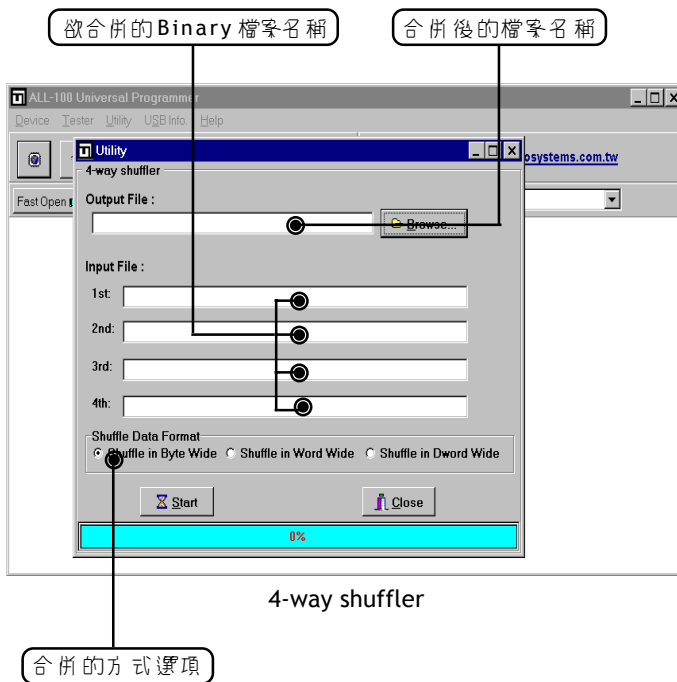 欲合併的Binary檔案名稱
合併後的檔案名稱
ALL-100 Universal Programmer
Device Tester Utility USB Info. Help
Utility
osystems.com.tw
4-way shuffler
Fast Open
Output File :
Browse...
Input File :
1st:
2nd:
3rd:
4th:
Shuffle Data Format
Shuffle in Byte Wide Shuffle in Word Wide Shuffle in Dword Wide
Start Close
0%
4-way shuffler
合併的方式選項